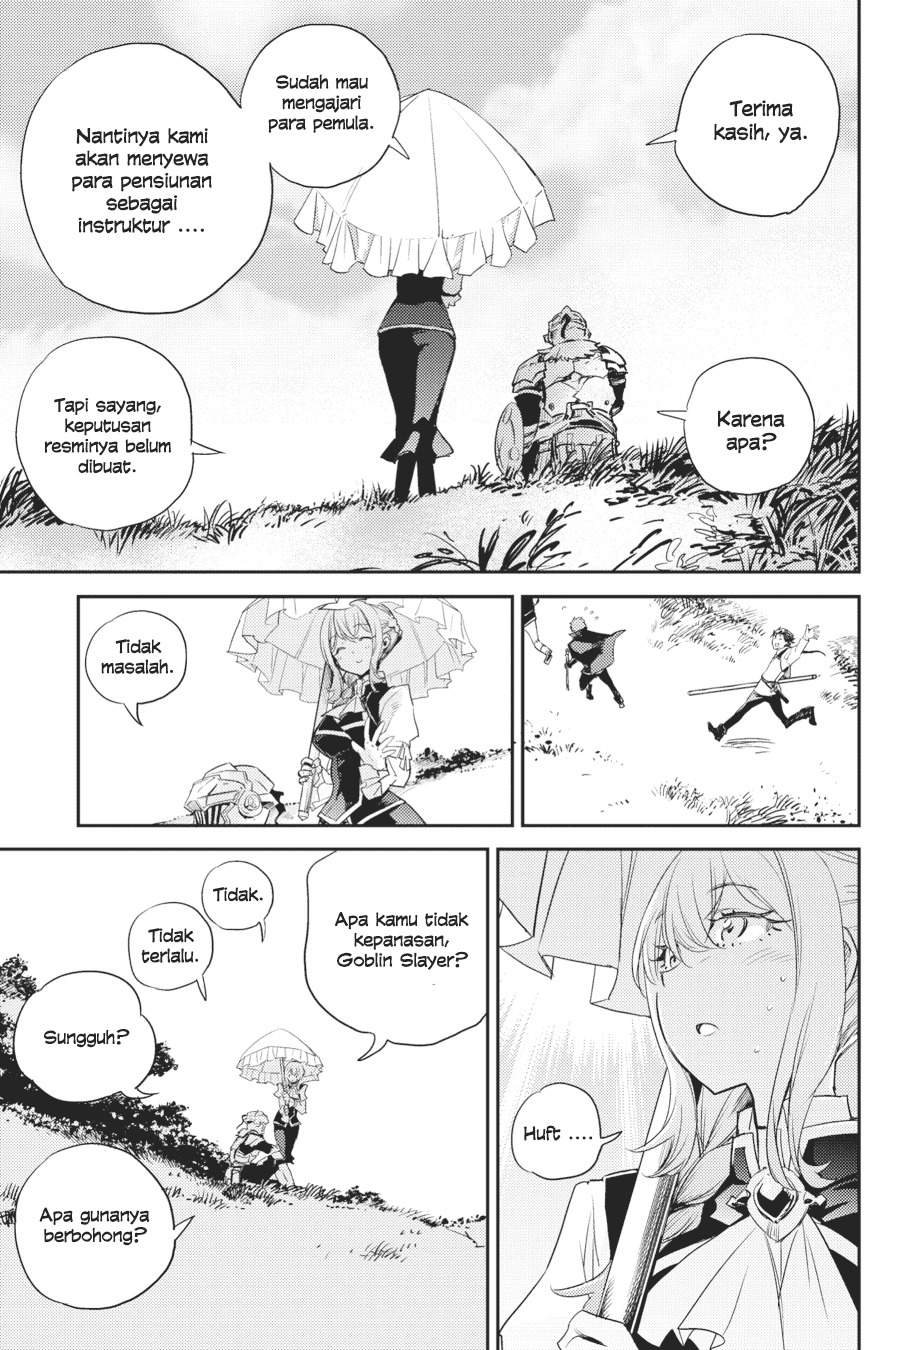 Terima
kasih, ya.
Karena
apa?
Sudah mau
mengajari
para pemula.
Nantinya kami
akan menyewa
para pensiunan
sebagai
instruktur ....
Tapi sayang,
keputusan
resminya belum
dibuat.
Tidak
masalah.
Huft ....
Apa kamu tidak
kepanasan,
Goblin Slayer?
Tidak.
Tidak
terlalu.
Sungguh?
Apa gunanya
berbohong?